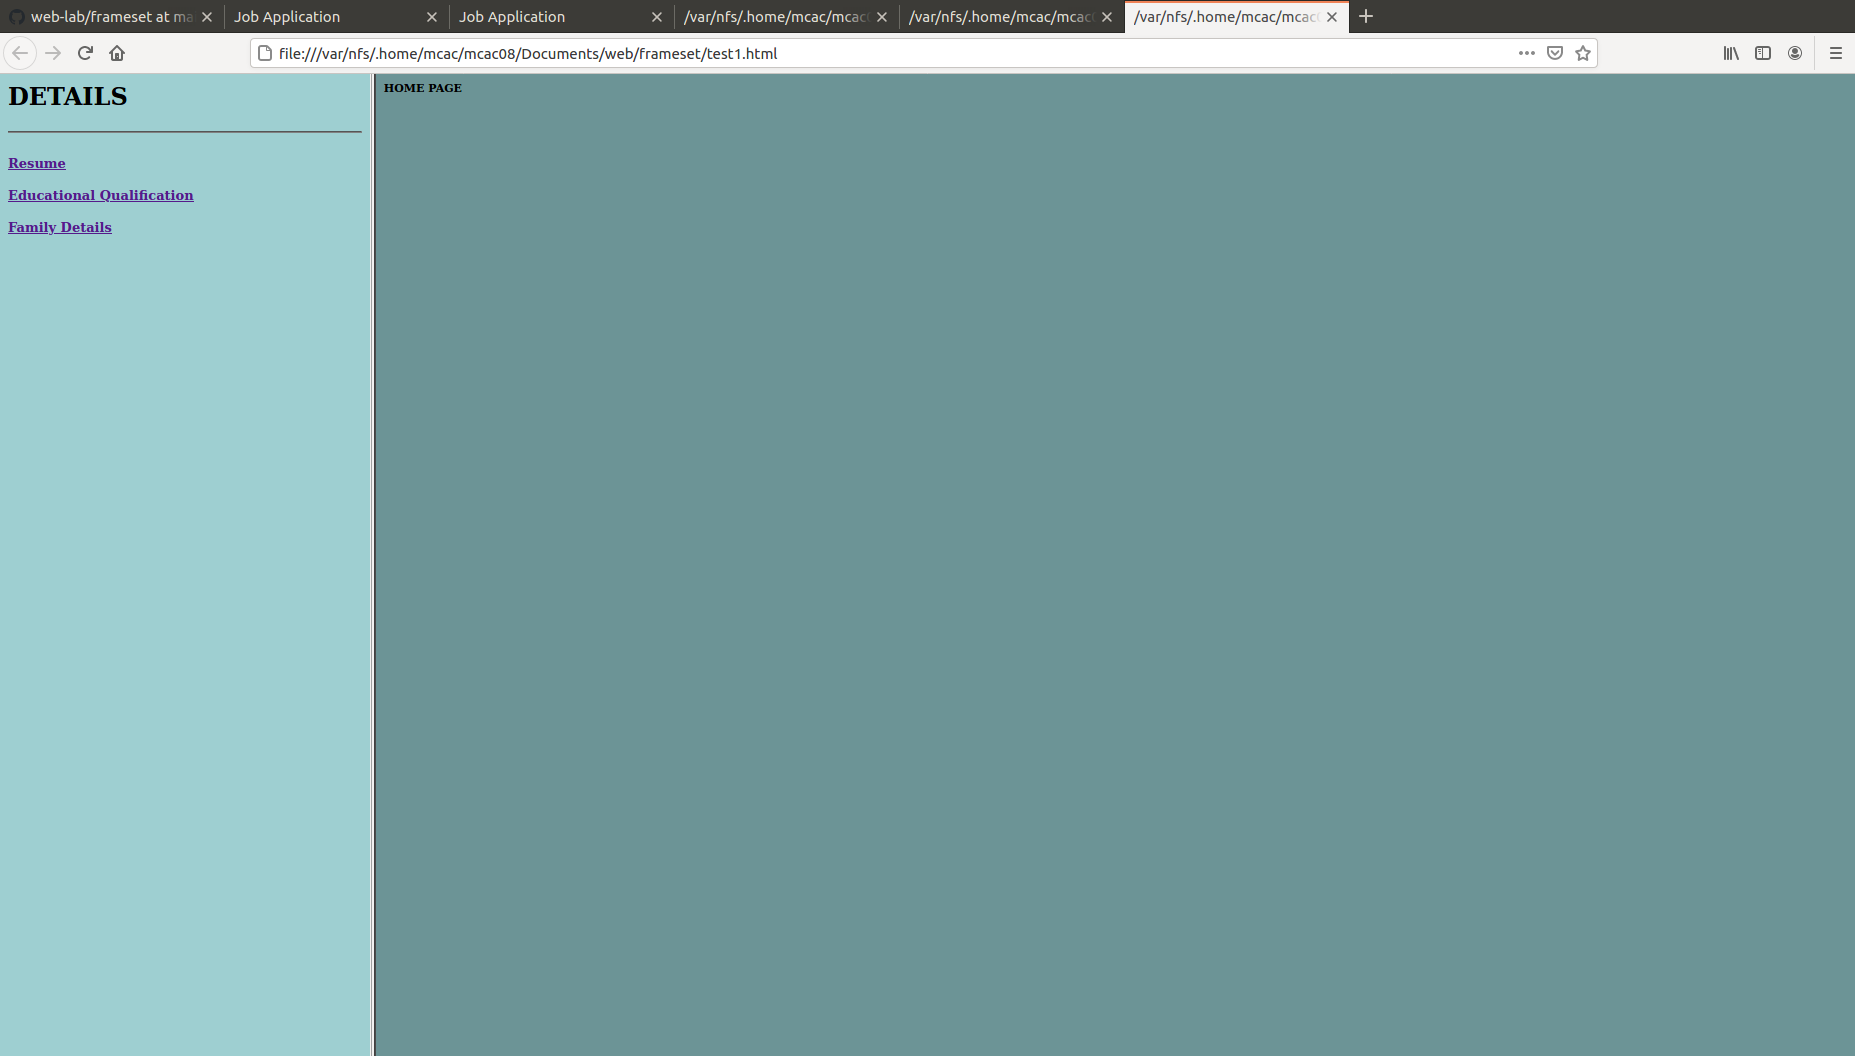 web-lab/frameset at ma
Job Application
Job Application
/var/nfs/.home/mcac/mcac
/var/nfs/.home/mcac/mcac
/var/nfs/.home/mcac/mcac
file:///var/nfs/.home/mcac/mcac08/Documents/web/frameset/test1.html
DETAILS
Resume
Educational Qualification
Family Details
HOME PAGE